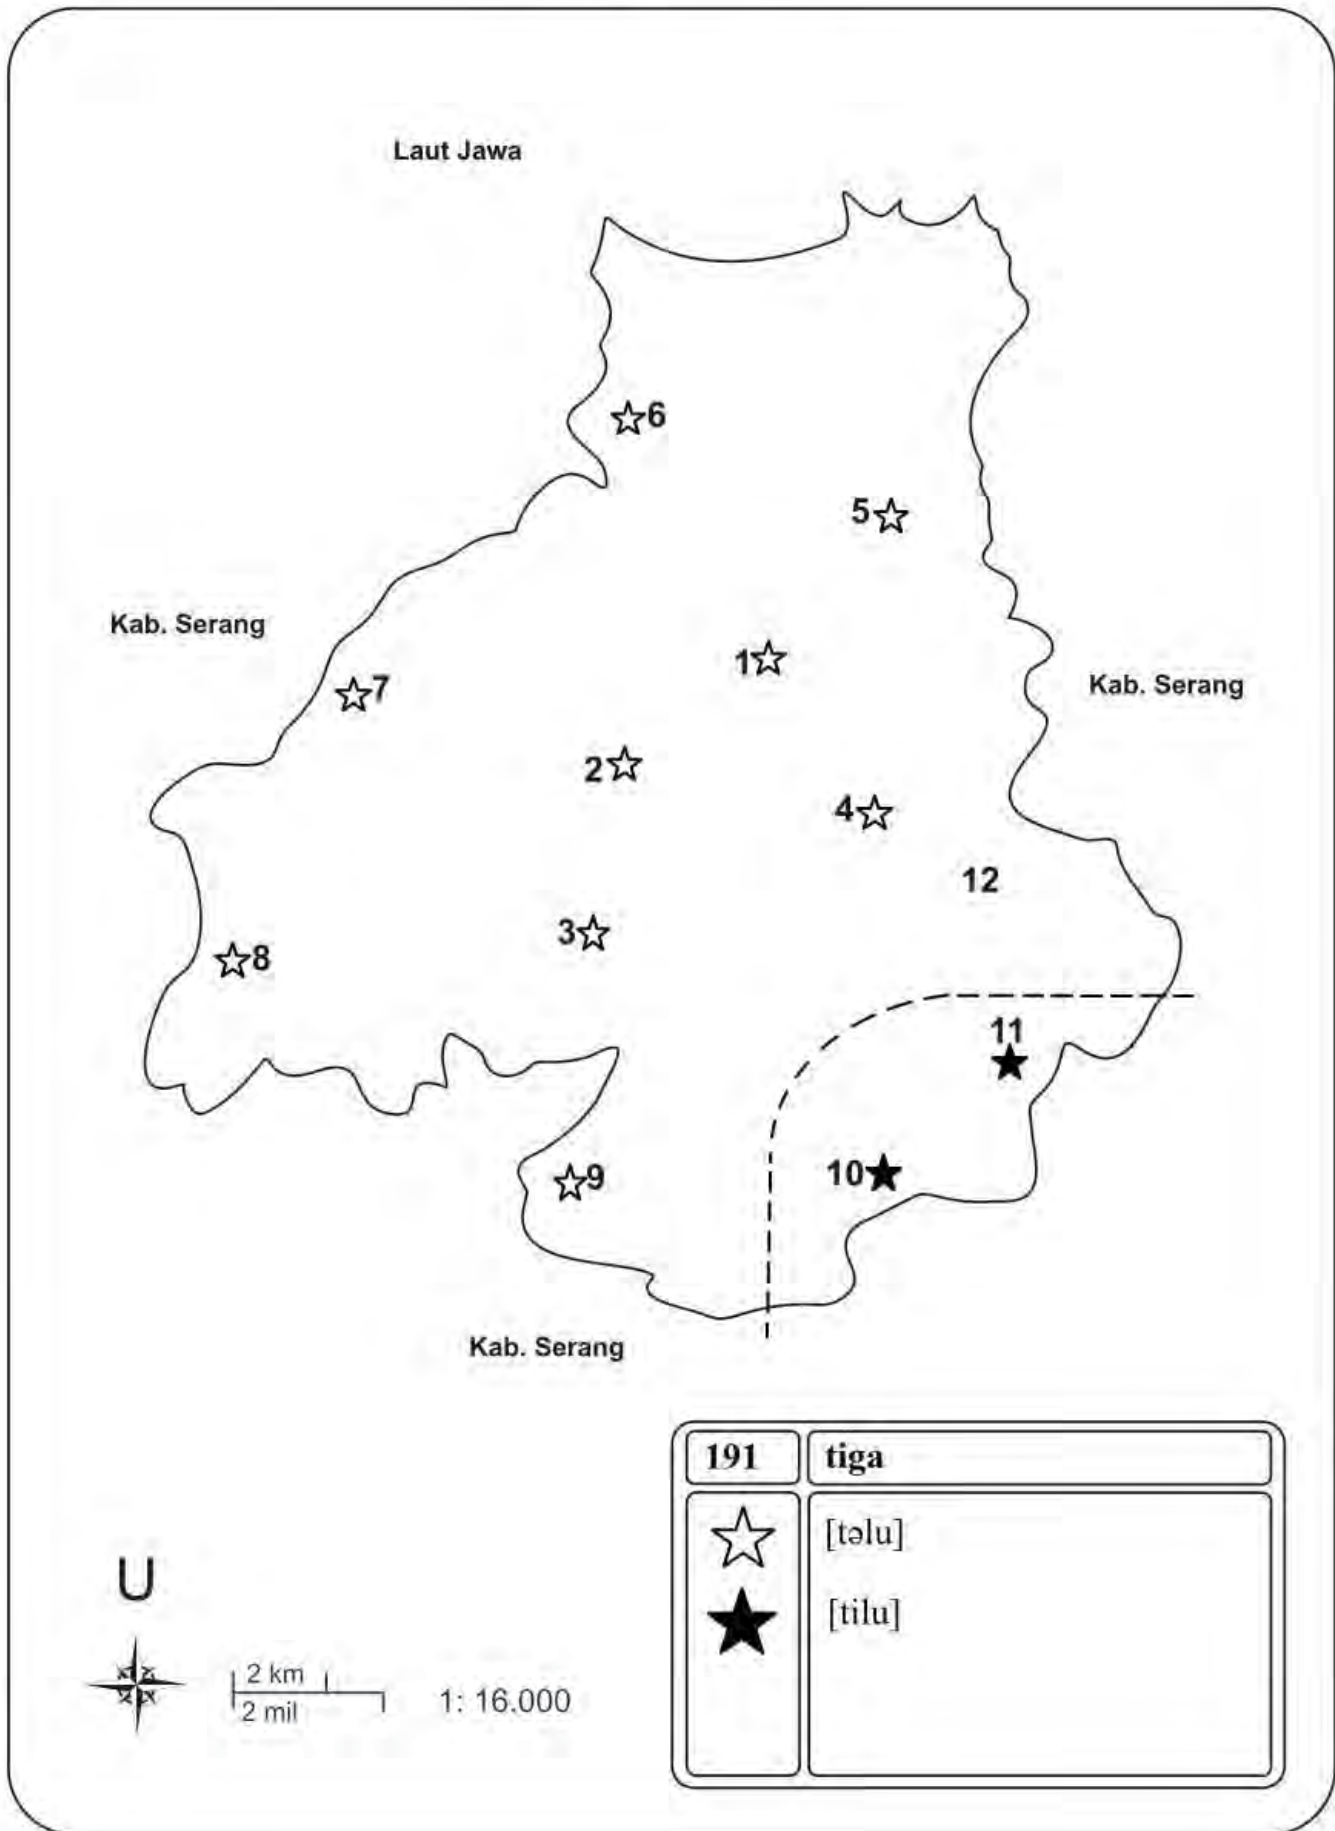 Laut Jawa
6
5
Kab. Serang
1
Kab. Serang
7
2
4
12
3
8
11
10
9
Kab. Serang
191 tiga
[təlu]
[tilu]
U
2 km
2 mil
1: 16.000